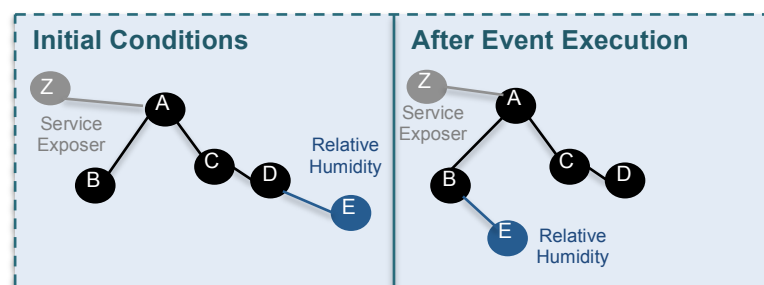 Initial Conditions
Z
A
Service
Exposer
Relative
Humidity
B
C
D
E
After Event Execution
Z
A
Service
Exposer
C
D
B
E
Relative
Humidity